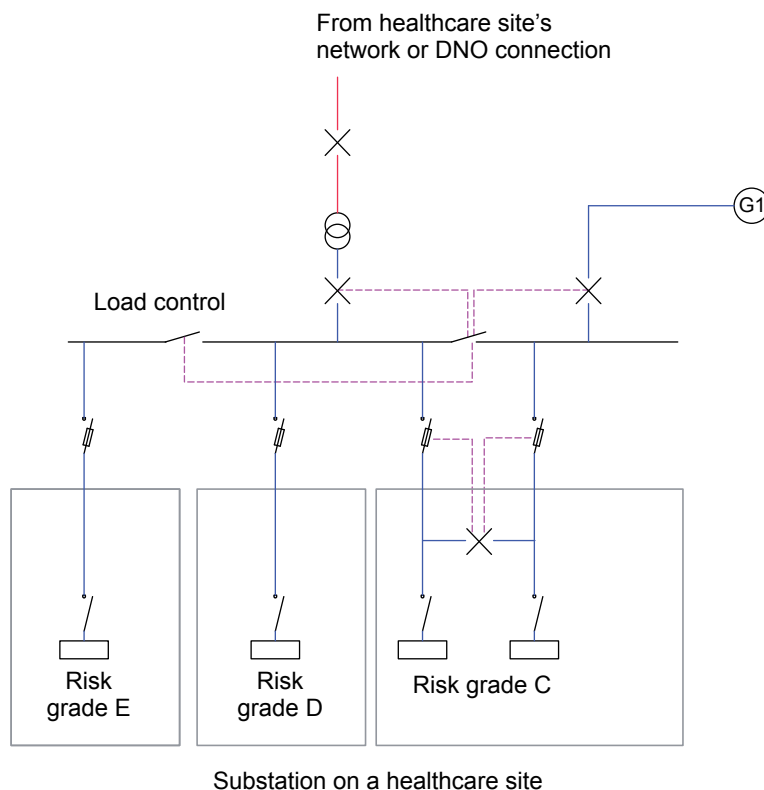 From healthcare site's
network or DNO connection
G1
Load control
Risk
grade E
Risk
grade D
Risk grade C
Substation on a healthcare site